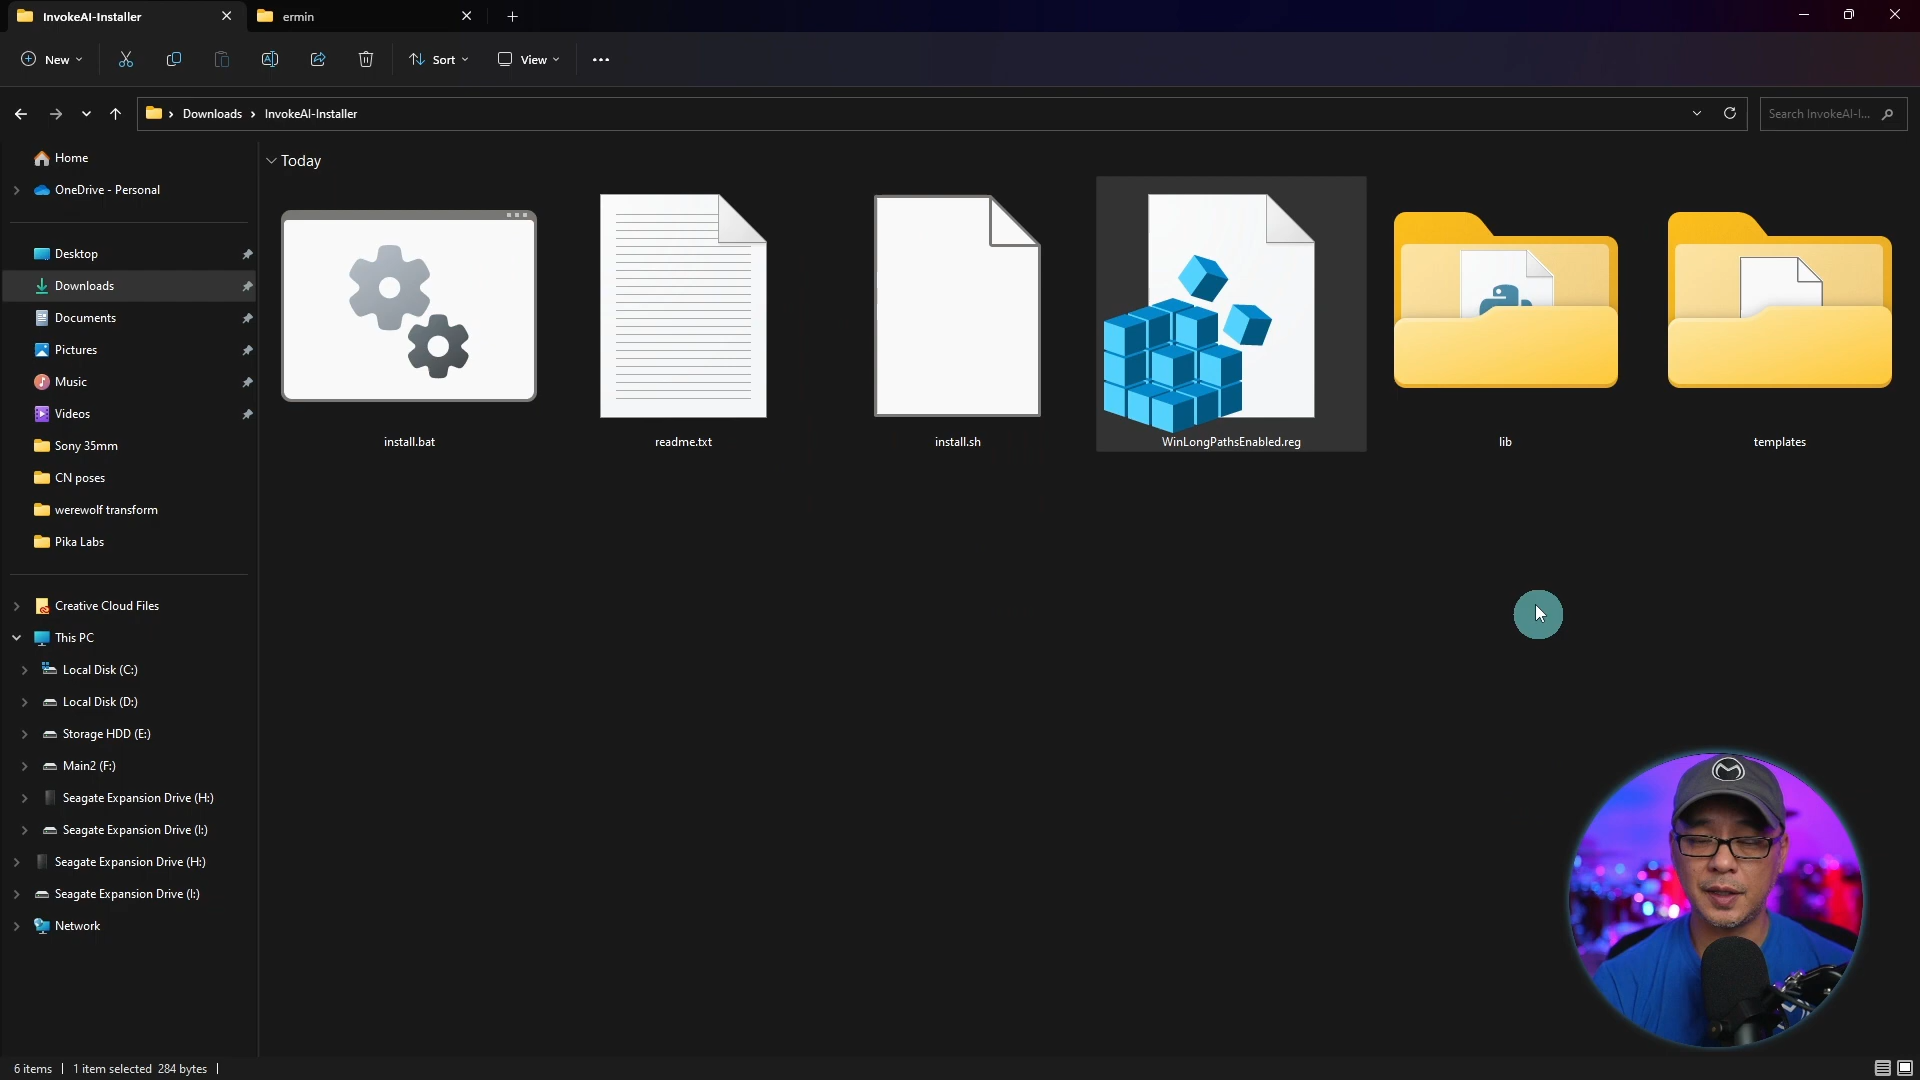 InvokeAI-Installer
ermin
New
Sort
View
Downloads
InvokeAI-Installer
Search InvokeAI-I...
Home
OneDrive - Personal
Desktop
Downloads
Documents
Pictures
Music
Videos
Sony 35mm
CN poses
werewolf transform
Pika Labs
Creative Cloud Files
This PC
Local Disk (C:)
Local Disk (D:)
Storage HDD (E:)
Main2 (F:)
Seagate Expansion Drive (H:)
Seagate Expansion Drive (I:)
Seagate Expansion Drive (H:)
Seagate Expansion Drive (I:)
Network
Today
install.bat
readme.txt
install.sh
WinLongPathsEnabled.reg
lib
templates
6 items
1 item selected 284 bytes